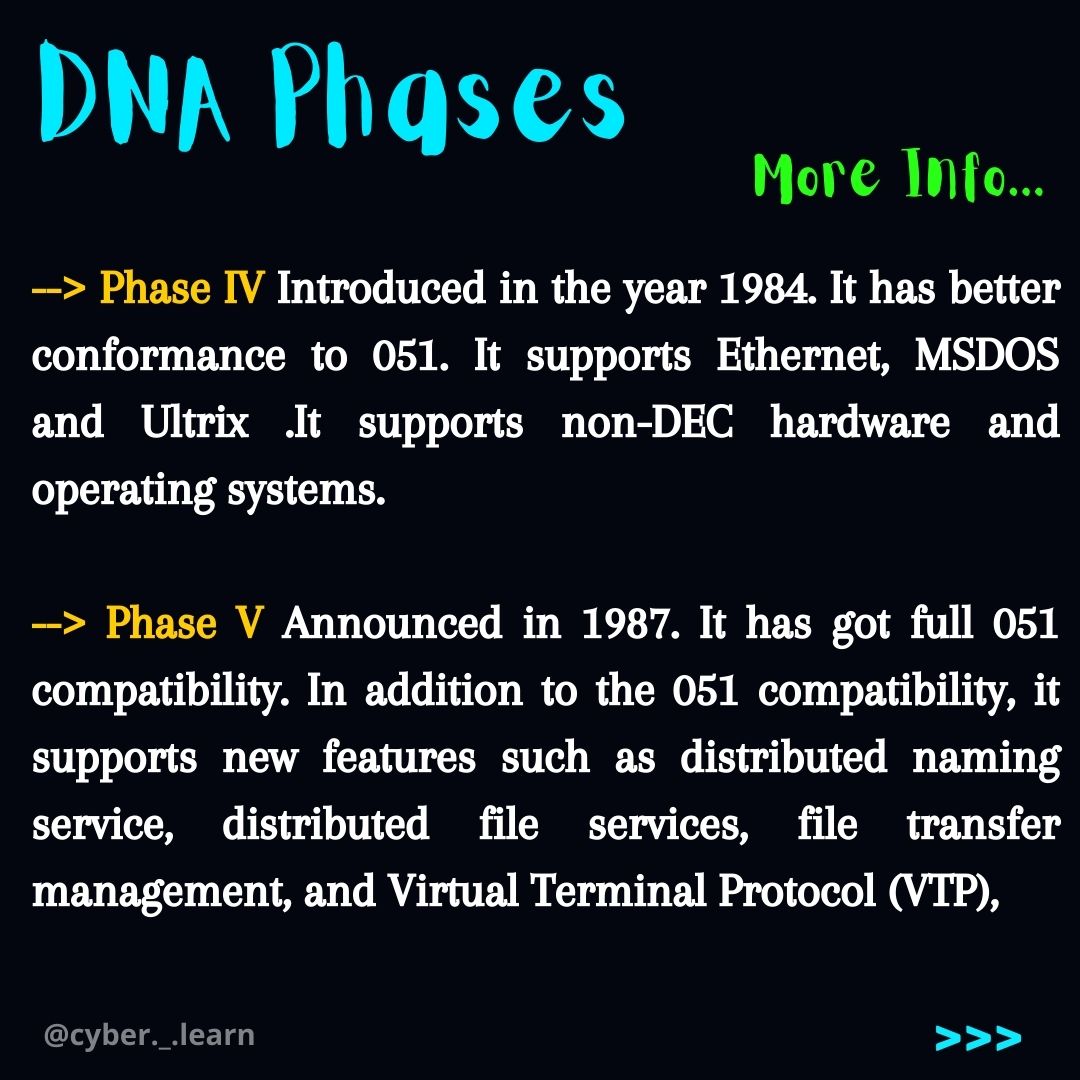 DNA Phases
More Info...
--> Phase IV Introduced in the year 1984. It has better
conformance to 051. It supports Ethernet, MSDOS
and Ultrix .It supports non-DEC hardware and
operating systems.
--> Phase V Announced in 1987. It has got full 051
compatibility. In addition to the 051 compatibility, it
supports new features such as distributed naming
service, distributed file services, file transfer
management, and Virtual Terminal Protocol (VTP),
@cyber._.learn
>>>